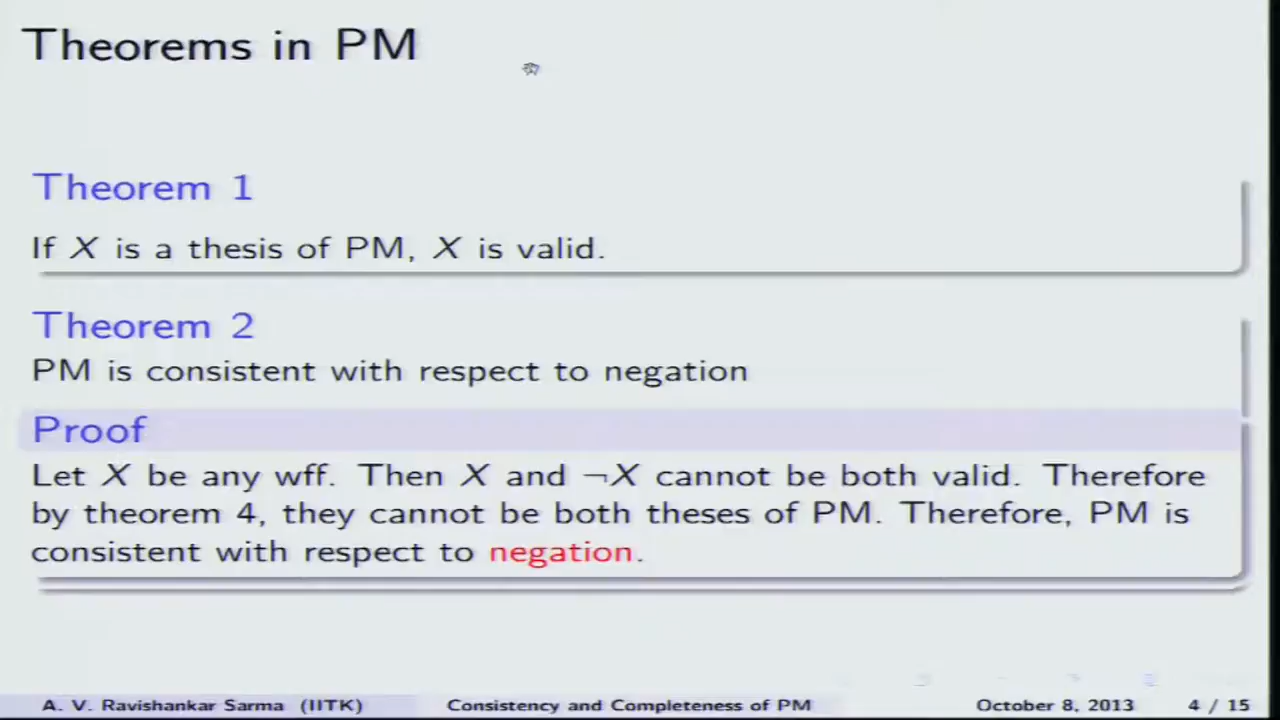 Theorems in PM
Theorem 1
If X is a thesis of PM, X is valid.
Theorem 2
PM is consistent with respect to negation
Proof
Let X be any wff. Then X and ¬X cannot be both valid. Therefore
by theorem 4, they cannot be both theses of PM. Therefore, PM is
consistent with respect to negation.
A. V. Ravishankar Sarma (IITK) Consistency and Completeness of PM October 8, 2013 4 / 15